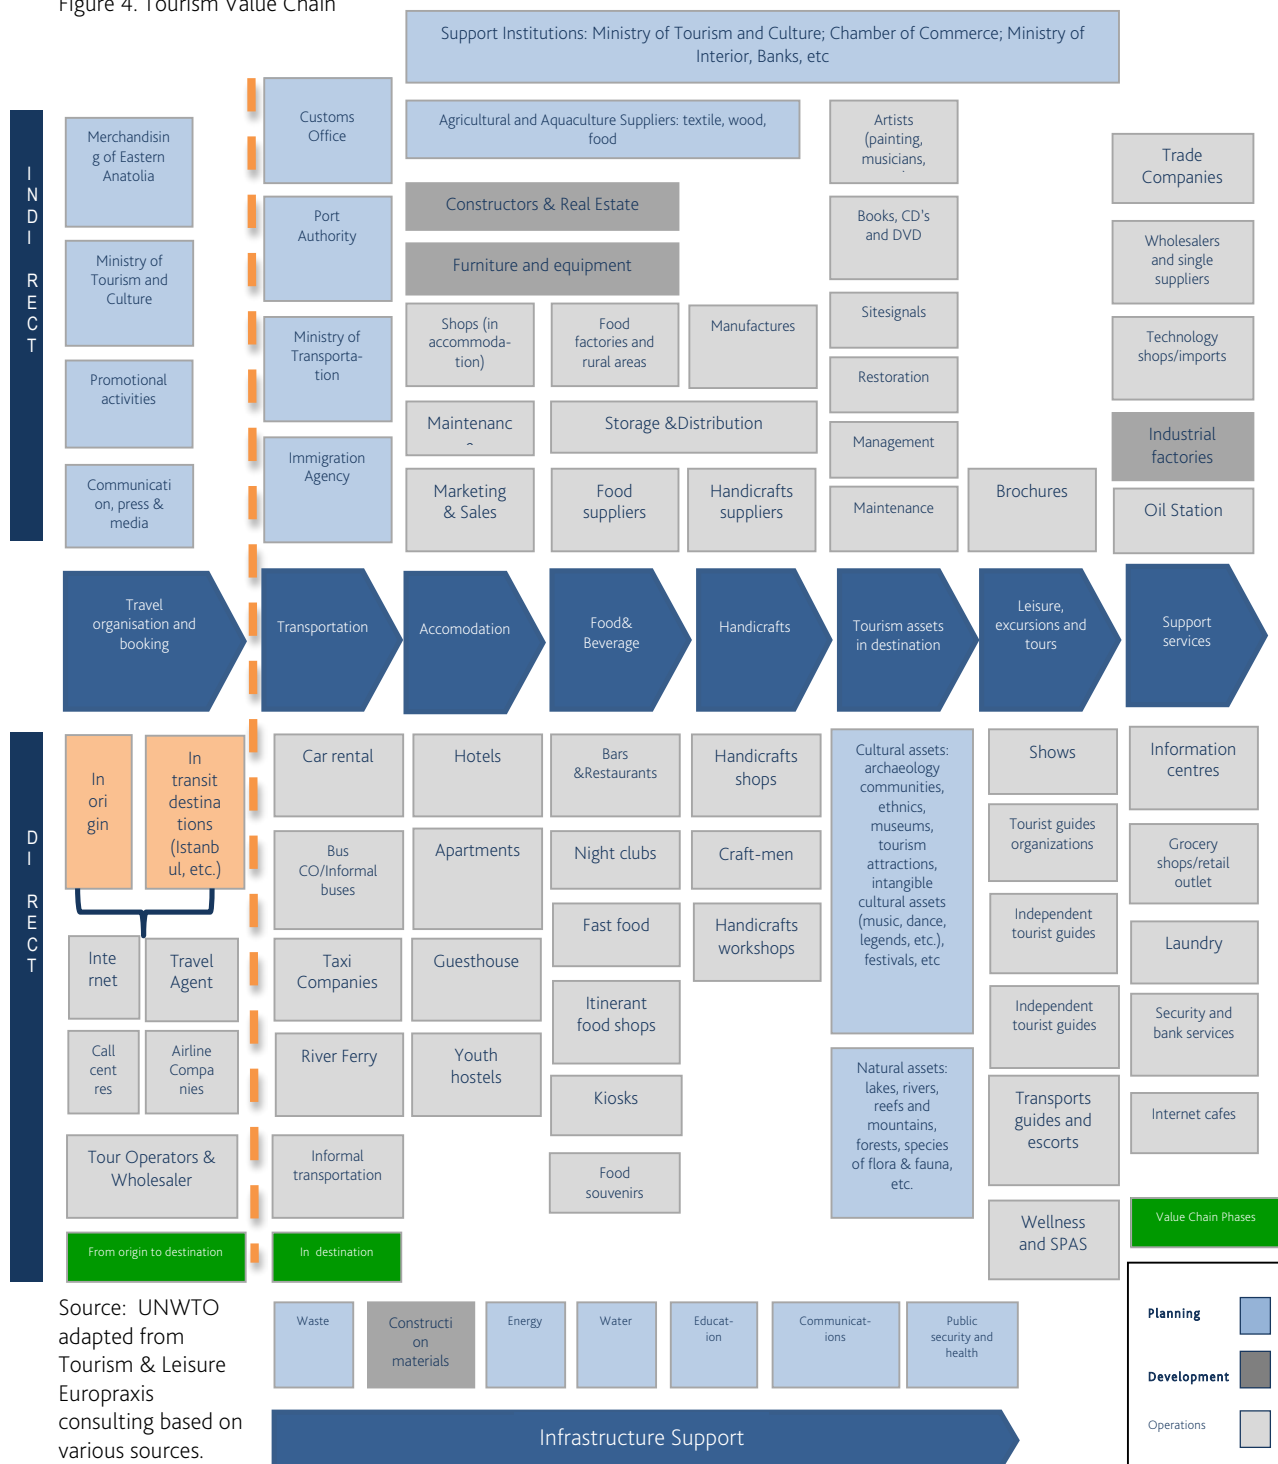 Figure 4. Tourism Value Chain
Support Institutions: Ministry of Tourism and Culture; Chamber of Commerce; Ministry of
Interior, Banks, etc
INDIRECT
Merchandisin
g of Eastern
Anatolia
Ministry of
Tourism and
Culture
Promotional
activities
Communicati
on, press &
media
Customs
Office
Port
Authority
Ministry of
Transporta-
tion
Immigration
Agency
Agricultural and Aquaculture Suppliers: textile, wood,
food
Constructors & Real Estate
Furniture and equipment
Shops (in
accommoda-
tion)
Food
factories and
rural areas
Manufactures
Maintenanc
Storage &Distribution
Marketing
& Sales
Food
suppliers
Handicrafts
suppliers
Artists
(painting,
musicians,
Books, CD's
and DVD
Sitesignals
Restoration
Management
Maintenance
Brochures
Trade
Companies
Wholesalers
and single
suppliers
Technology
shops/imports
Industrial
factories
Oil Station
Travel
organisation and
booking
Transportation
Accomodation
Food&
Beverage
Handicrafts
Tourism assets
in destination
Leisure,
excursions and
tours
Support
services
DIRECT
In
ori
gin
In
transit
destina
tions
(Istanb
ul, etc.)
Inte
rnet
Travel
Agent
Call
cent
res
Airline
Compa
nies
Tour Operators &
Wholesaler
From origin to destination
Car rental
Bus
CO/Informal
buses
Taxi
Companies
River Ferry
Informal
transportation
In destination
Hotels
Apartments
Guesthouse
Youth
hostels
Bars
&Restaurants
Night clubs
Fast food
Itinerant
food shops
Kiosks
Food
souvenirs
Handicrafts
shops
Craft-men
Handicrafts
workshops
Cultural assets:
archaeology
communities,
ethnics,
museums,
tourism
attractions,
intangible
cultural assets
(music, dance,
legends, etc.),
festivals, etc
Natural assets:
lakes, rivers,
reefs and
mountains,
forests, species
of flora & fauna,
etc.
Shows
Tourist guides
organizations
Independent
tourist guides
Independent
tourist guides
Transports
guides and
escorts
Wellness
and SPAS
Information
centres
Grocery
shops/retail
outlet
Laundry
Security and
bank services
Internet cafes
Value Chain Phases
Planning
Development
Operations
Source: UNWTO
adapted from
Tourism & Leisure
Europraxis
consulting based on
various sources.
Waste
Constructi
on
materials
Energy
Water
Educat-
ion
Communicat-
ions
Public
security and
health
Infrastructure Support